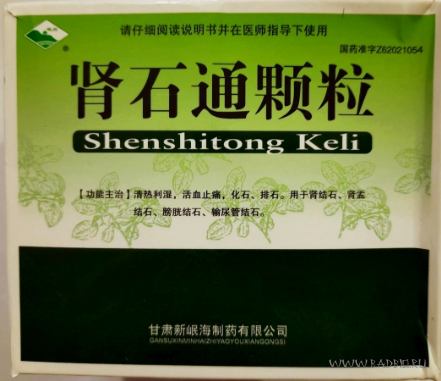 请仔细阅读说明书并在医师指导下使用
国药准字Z62021054
®
肾石通颗粒
Shenshitong Keli
【功能主治】清热利湿，活血止痛，化石、排石。用于肾结石、肾盂
结石、膀胱结石、输尿管结石。
甘肃新岷海制药有限公司
GANSUXINMINHAIZHIYAOYOUXIANGONGSI
WWW.RADRIG.RU